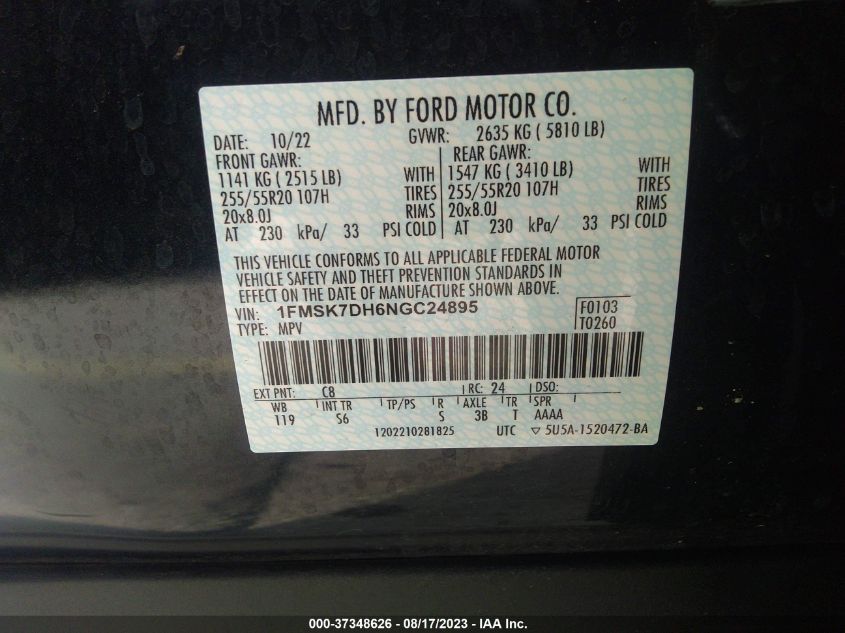 MFD. BY FORD MOTOR CO.
DATE: 10/22 GVWR: 2635 KG ( 5810 LB)
FRONT GAWR: REAR GAWR:
1141 KG ( 2515 LB) WITH 1547 KG ( 3410 LB) WITH
255/55R20 107H TIRES 255/55R20 107H TIRES
20x8.0J RIMS 20x8.0J RIMS
AT 230 kPa/ 33 PSI COLD AT 230 kPa/ 33 PSI COLD
THIS VEHICLE CONFORMS TO ALL APPLICABLE FEDERAL MOTOR
VEHICLE SAFETY AND THEFT PREVENTION STANDARDS IN
EFFECT ON THE DATE OF MANUFACTURE SHOWN ABOVE.
VIN: 1FMSK7DH6NGC24895 F0103
TYPE: MPV T0260
EXT PNT: C8 RC: 24 DSO:
WB INT TR TP/PS R AXLE TR SPR
119 S6 S 3B T AAAA
1202210281825 UTC ▽ 5U5A-1520472-BA
000-37348626 - 08/17/2023 - IAA Inc.